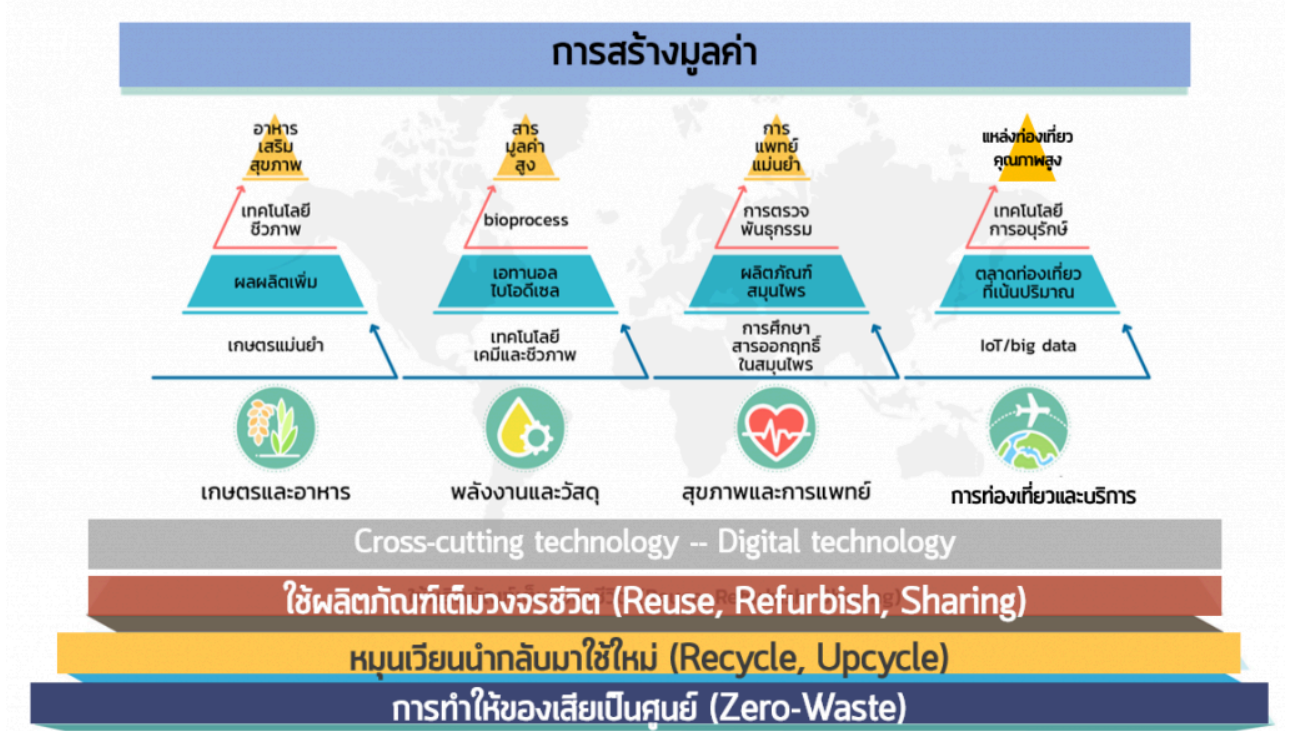 การสร้างมูลค่า
อาหาร
เสริม
สุขภาพ
เทคโนโลยี
ชีวภาพ
ผลผลิตเพิ่ม
เกษตรแม่นยำ
เกษตรและอาหาร
สาร
มูลค่า
สูง
bioprocess
เอทานอล
ไบโอดีเซล
เทคโนโลยี
เคมีและชีวภาพ
พลังงานและวัสดุ
การ
แพทย์
แม่นยำ
การตรวจ
พันธุกรรม
ผลิตภัณฑ์
สมุนไพร
การศึกษา
สารออกฤทธิ์
ในสมุนไพร
สุขภาพและการแพทย์
แหล่งท่องเที่ยว
คุณภาพสูง
เทคโนโลยี
การอนุรักษ์
ตลาดท่องเที่ยว
ที่เน้นปริมาณ
IoT/big data
การท่องเที่ยวและบริการ
Cross-cutting technology -- Digital technology
ใช้ผลิตภัณฑ์เต็มวงจรชีวิต (Reuse, Refurbish, Sharing)
หมุนเวียนนำกลับมาใช้ใหม่ (Recycle, Upcycle)
การทำให้ของเสียเป็นศูนย์ (Zero-Waste)